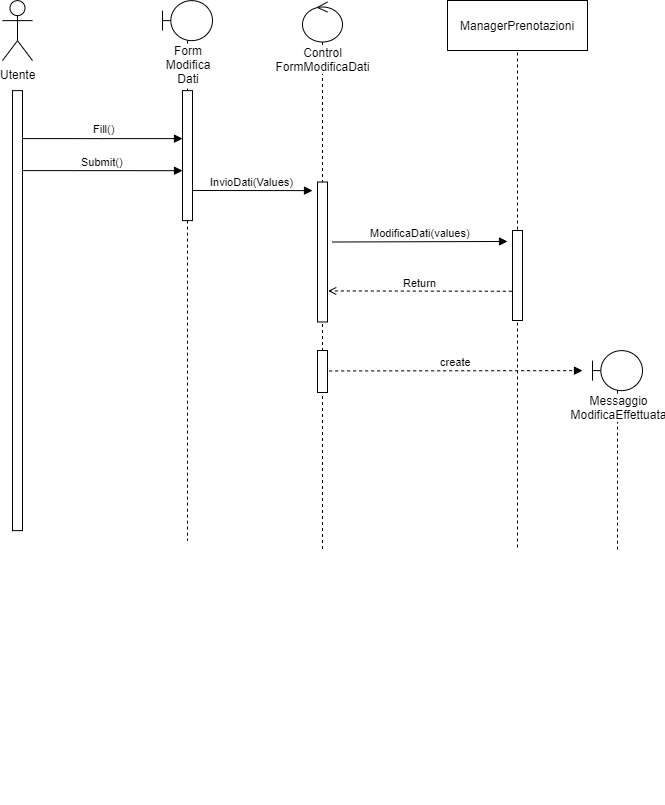 Utente
Form
Modifica
Dati
Control
FormModificaDati
ManagerPrenotazioni
Fill()
Submit()
InvioDati(Values)
ModificaDati(values)
Return
create
Messaggio
ModificaEffettuata